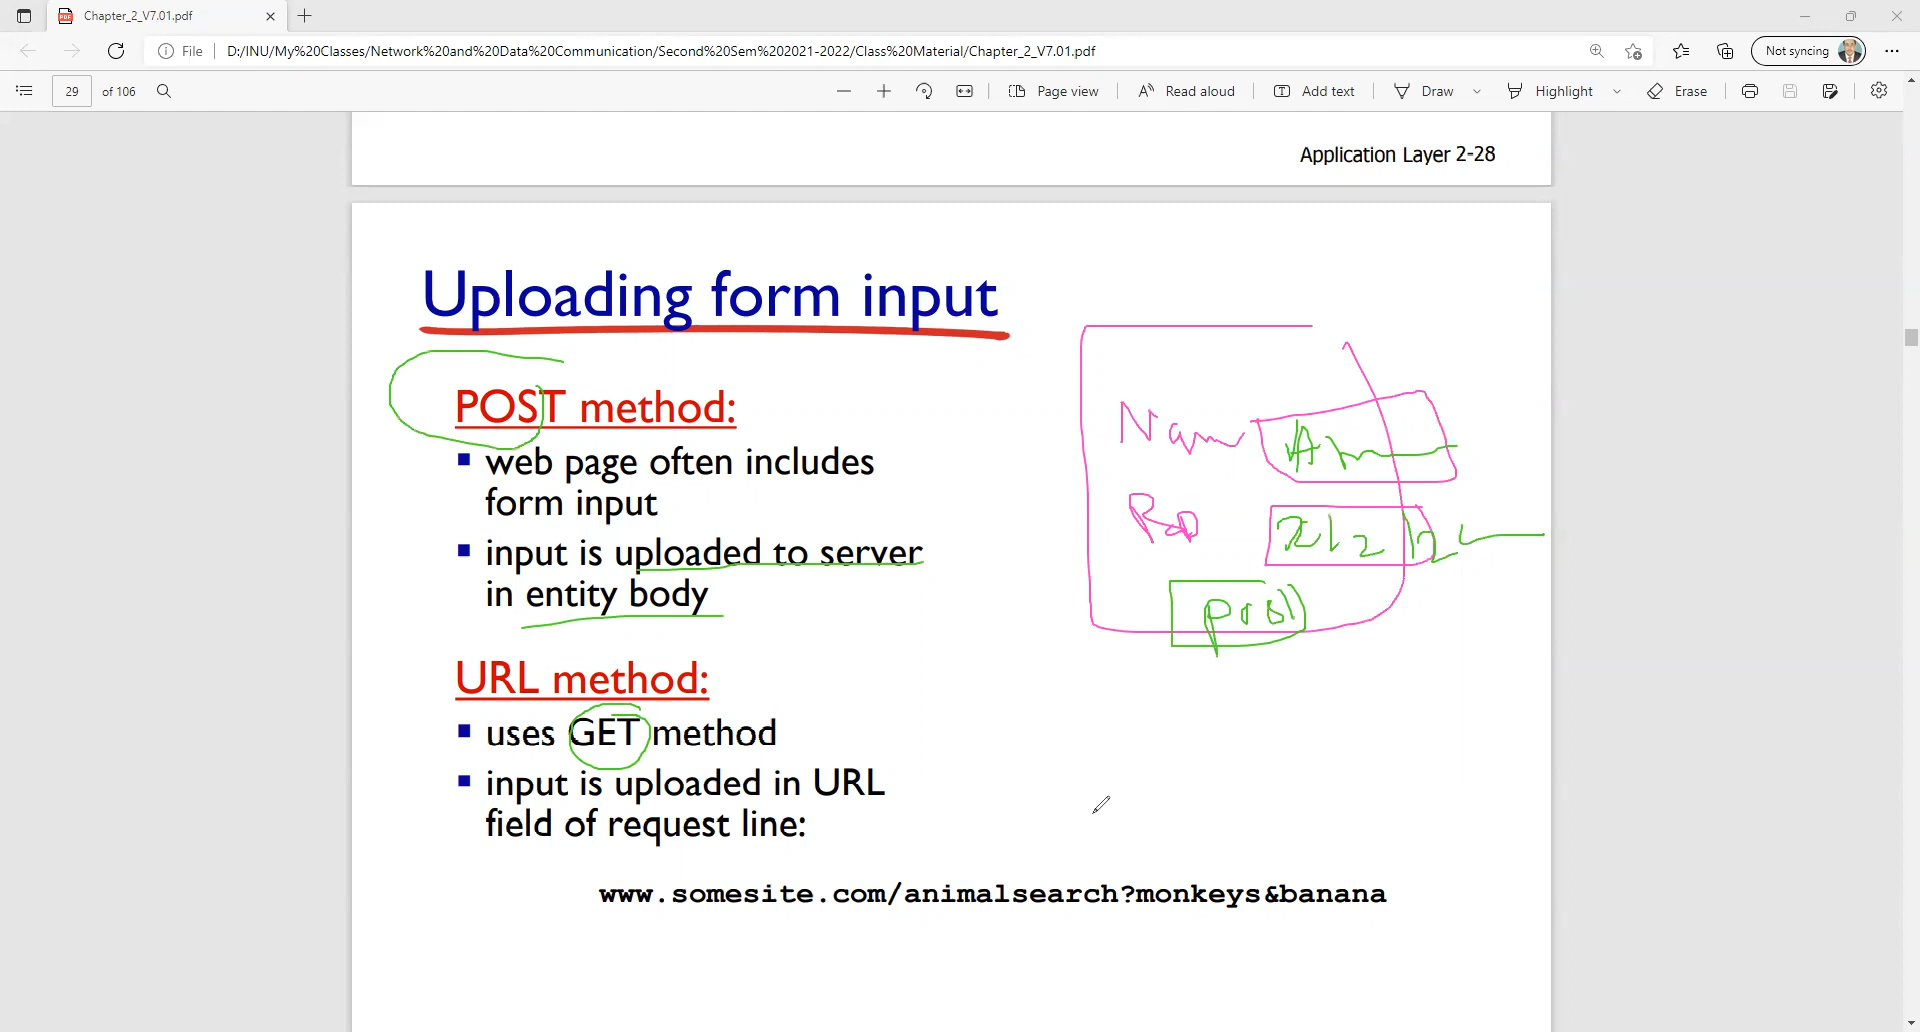 Chapter_2_V7.01.pdf
File D:/INU/My%20Classes/Network%20and%20Data%20Communication/Second%20Sem%202021-2022/Class%20Material/Chapter_2_V7.01.pdf Not syncing
29 of 106 Page view Read aloud Add text Draw Highlight Erase
Application Layer 2-28
Uploading form input
POST method:
web page often includes
form input
input is uploaded to server
in entity body
URL method:
uses GET method
input is uploaded in URL
field of request line:
www.somesite.com/animalsearch?monkeys&banana
Nam